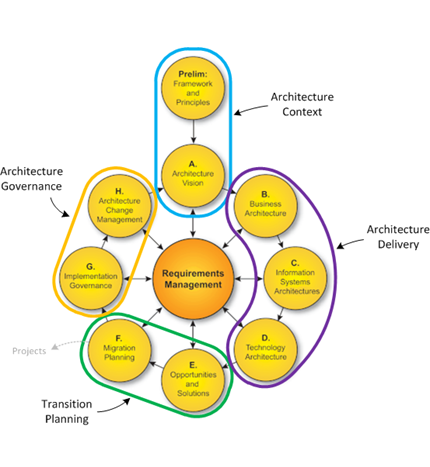 Prelim:
Framework
and
Principles
Architecture
Context
A.
Architecture
Vision
Architecture
Governance
H.
Architecture
Change
Management
B.
Business
Architecture
Architecture
Delivery
Requirements
Management
G.
Implementation
Governance
C.
Information
Systems
Architectures
F.
Migration
Planning
D.
Technology
Architecture
Projects
E.
Opportunities
and
Solutions
Transition
Planning